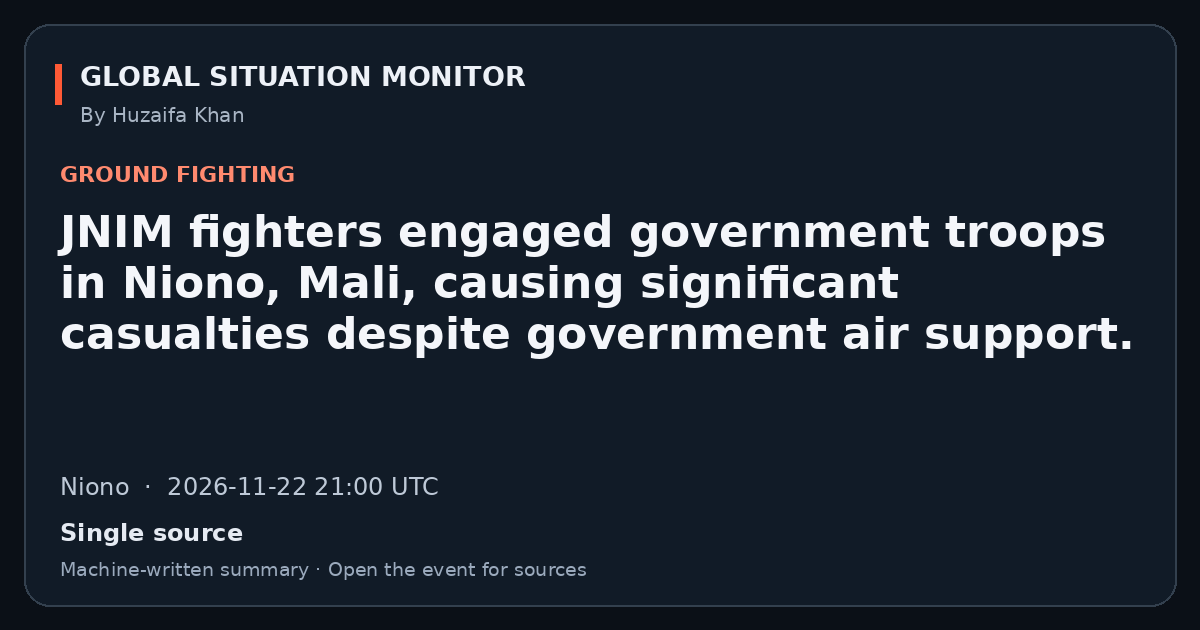 GLOBAL SITUATION MONITOR
By Huzaifa Khan
GROUND FIGHTING
JNIM fighters engaged government troops
in Niono, Mali, causing significant
casualties despite government air support.
Niono · 2026-11-22 21:00 UTC
Single source
Machine-written summary · Open the event for sources